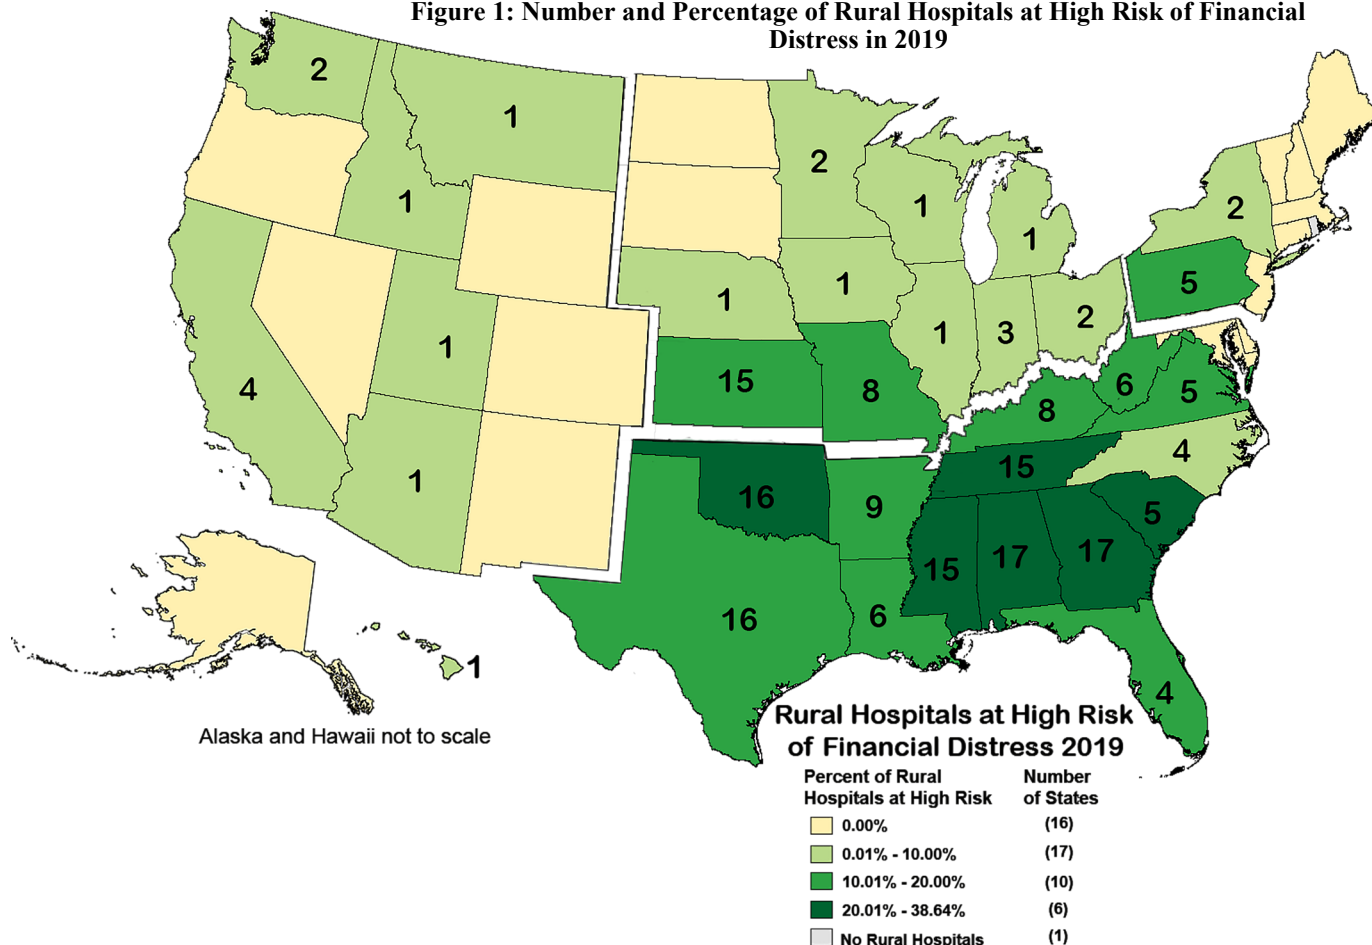 Figure 1: Number and Percentage of Rural Hospitals at High Risk of Financial
Distress in 2019
2
1
2
1
1
2
1
1
5
1
1
1
3
2
4
15
8
8
6
5
1
15
4
16
9
5
15
17
17
16
6
1
4
Alaska and Hawaii not to scale
Rural Hospitals at High Risk
of Financial Distress 2019
Percent of Rural
Hospitals at High Risk
Number
of States
0.00% (16)
0.01% - 10.00% (17)
10.01% - 20.00% (10)
20.01% - 38.64% (6)
No Rural Hospitals (1)